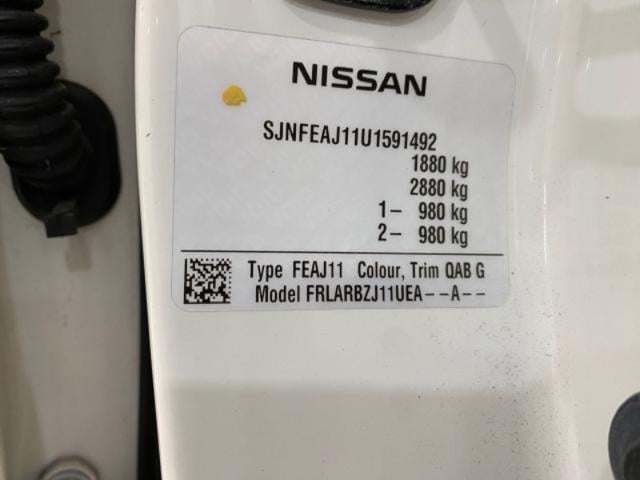 NISSAN
SJNFEAJ11U1591492
1880 kg
2880 kg
1- 980 kg
2- 980 kg
Type FEAJ11 Colour, Trim QAB G
Model FRLARBZJ11UEA--A--